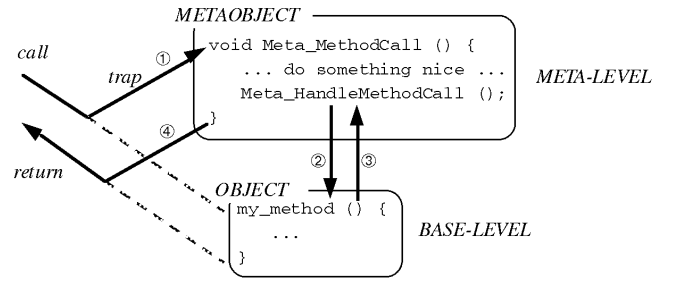 METAOBJECT
call
①
void Meta_MethodCall () {
trap
... do something nice ...
META-LEVEL
Meta_HandleMethodCall ();
}
④
return
② ③
OBJECT
my_method () {
...
BASE-LEVEL
}